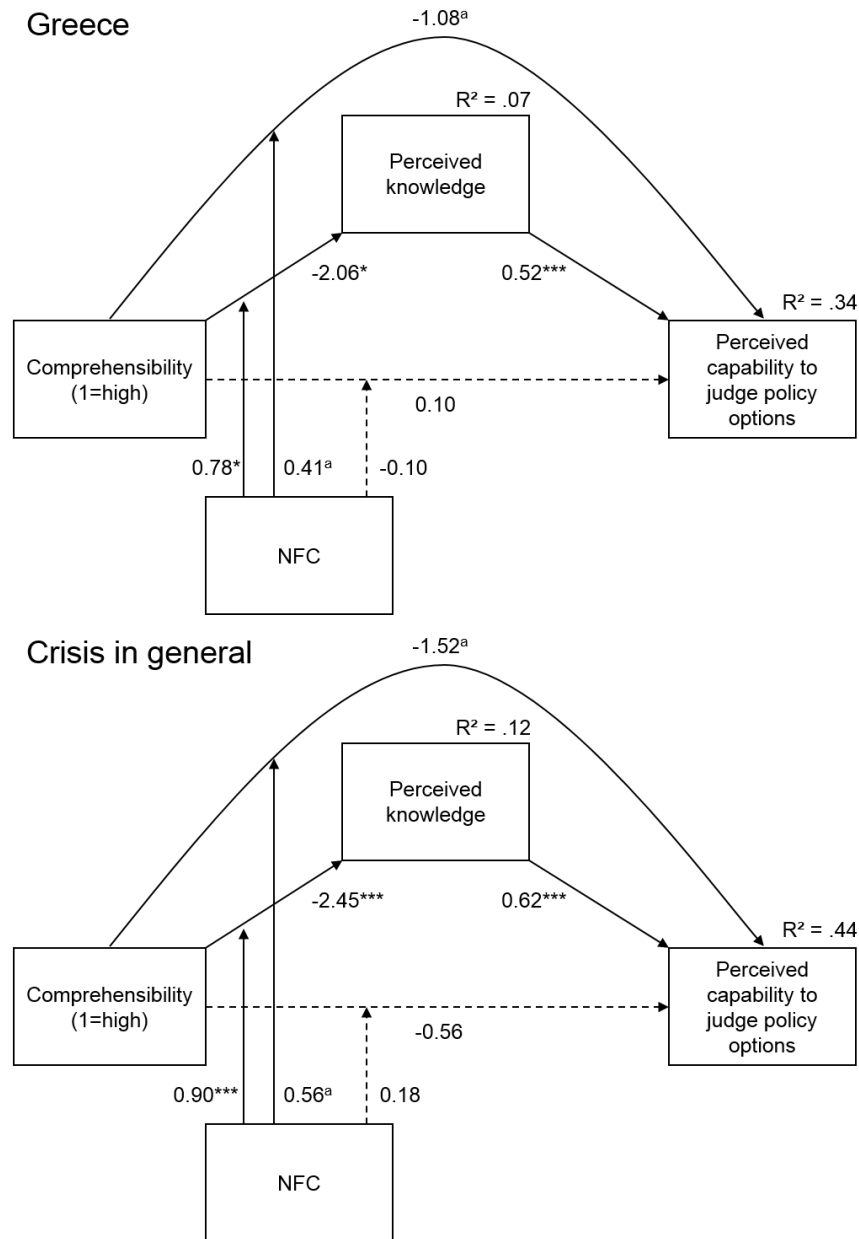 Greece
-1.08ᵃ
R² = .07
Perceived
knowledge
-2.06*
0.52***
R² = .34
Comprehensibility
(1=high)
Perceived
capability to
judge policy
options
0.10
0.78*
0.41ᵃ
-0.10
NFC
Crisis in general
-1.52ᵃ
R² = .12
Perceived
knowledge
-2.45***
0.62***
R² = .44
Comprehensibility
(1=high)
Perceived
capability to
judge policy
options
-0.56
0.90***
0.56ᵃ
0.18
NFC